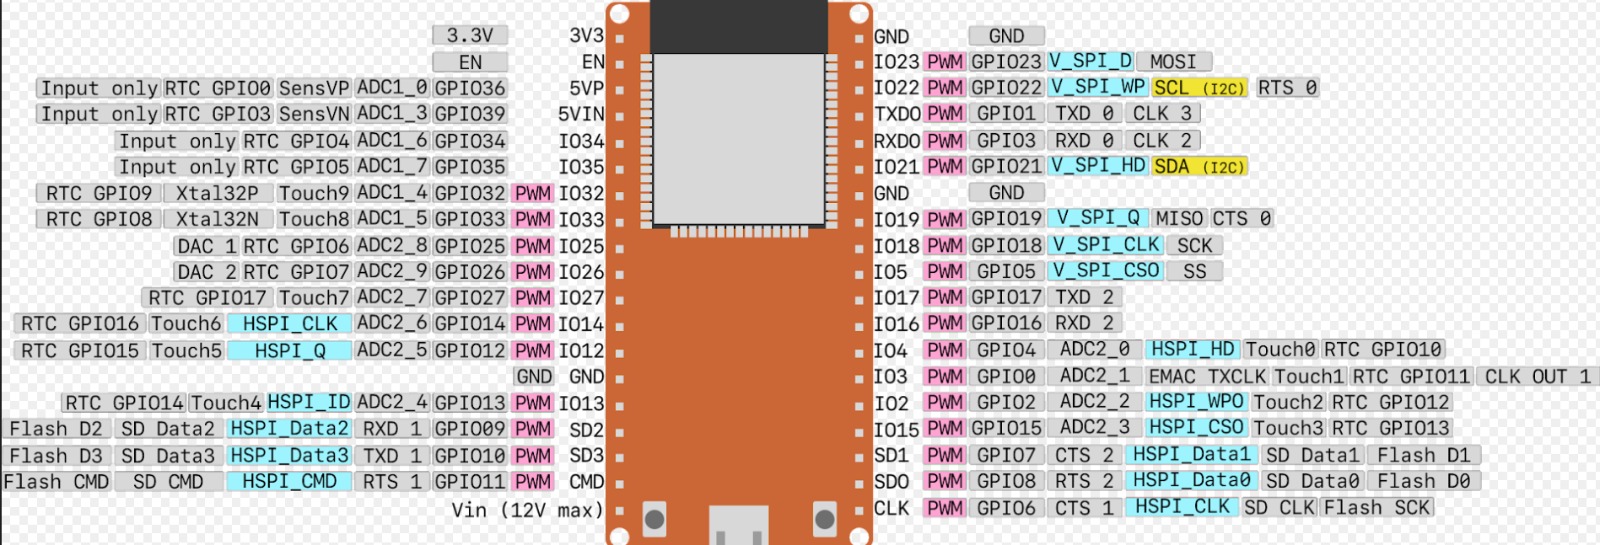 3.3V 3V3 GND GND
EN EN IO23 PWM GPIO23 V_SPI_D MOSI
Input only RTC GPIO0 SensVP ADC1_0 GPIO36 5VP IO22 PWM GPIO22 V_SPI_WP SCL (I2C) RTS 0
Input only RTC GPIO3 SensVN ADC1_3 GPIO39 5VIN TXDO PWM GPIO1 TXD 0 CLK 3
Input only RTC GPIO4 ADC1_6 GPIO34 IO34 RXDO PWM GPIO3 RXD 0 CLK 2
Input only RTC GPIO5 ADC1_7 GPIO35 IO35 IO21 PWM GPIO21 V_SPI_HD SDA (I2C)
RTC GPIO9 Xtal32P Touch9 ADC1_4 GPIO32 PWM IO32 GND GND
RTC GPIO8 Xtal32N Touch8 ADC1_5 GPIO33 PWM IO33 IO19 PWM GPIO19 V_SPI_Q MISO CTS 0
DAC 1 RTC GPIO6 ADC2_8 GPIO25 PWM IO25 IO18 PWM GPIO18 V_SPI_CLK SCK
DAC 2 RTC GPIO7 ADC2_9 GPIO26 PWM IO26 IO5 PWM GPIO5 V_SPI_CSO SS
RTC GPIO17 Touch7 ADC2_7 GPIO27 PWM IO27 IO17 PWM GPIO17 TXD 2
RTC GPIO16 Touch6 HSPI_CLK ADC2_6 GPIO14 PWM IO14 IO16 PWM GPIO16 RXD 2
RTC GPIO15 Touch5 HSPI_Q ADC2_5 GPIO12 PWM IO12 IO4 PWM GPIO4 ADC2_0 HSPI_HD Touch0 RTC GPIO10
GND GND IO3 PWM GPIO0 ADC2_1 EMAC TXCLK Touch1 RTC GPIO11 CLK OUT 1
RTC GPIO14 Touch4 HSPI_ID ADC2_4 GPIO13 PWM IO13 IO2 PWM GPIO2 ADC2_2 HSPI_WPO Touch2 RTC GPIO12
Flash D2 SD Data2 HSPI_Data2 RXD 1 GPIO09 PWM SD2 IO15 PWM GPIO15 ADC2_3 HSPI_CSO Touch3 RTC GPIO13
Flash D3 SD Data3 HSPI_Data3 TXD 1 GPIO10 PWM SD3 SD1 PWM GPIO7 CTS 2 HSPI_Data1 SD Data1 Flash D1
Flash CMD SD CMD HSPI_CMD RTS 1 GPIO11 PWM CMD SDO PWM GPIO8 RTS 2 HSPI_Data0 SD Data0 Flash D0
Vin (12V max) CLK PWM GPIO6 CTS 1 HSPI_CLK SD CLK Flash SCK